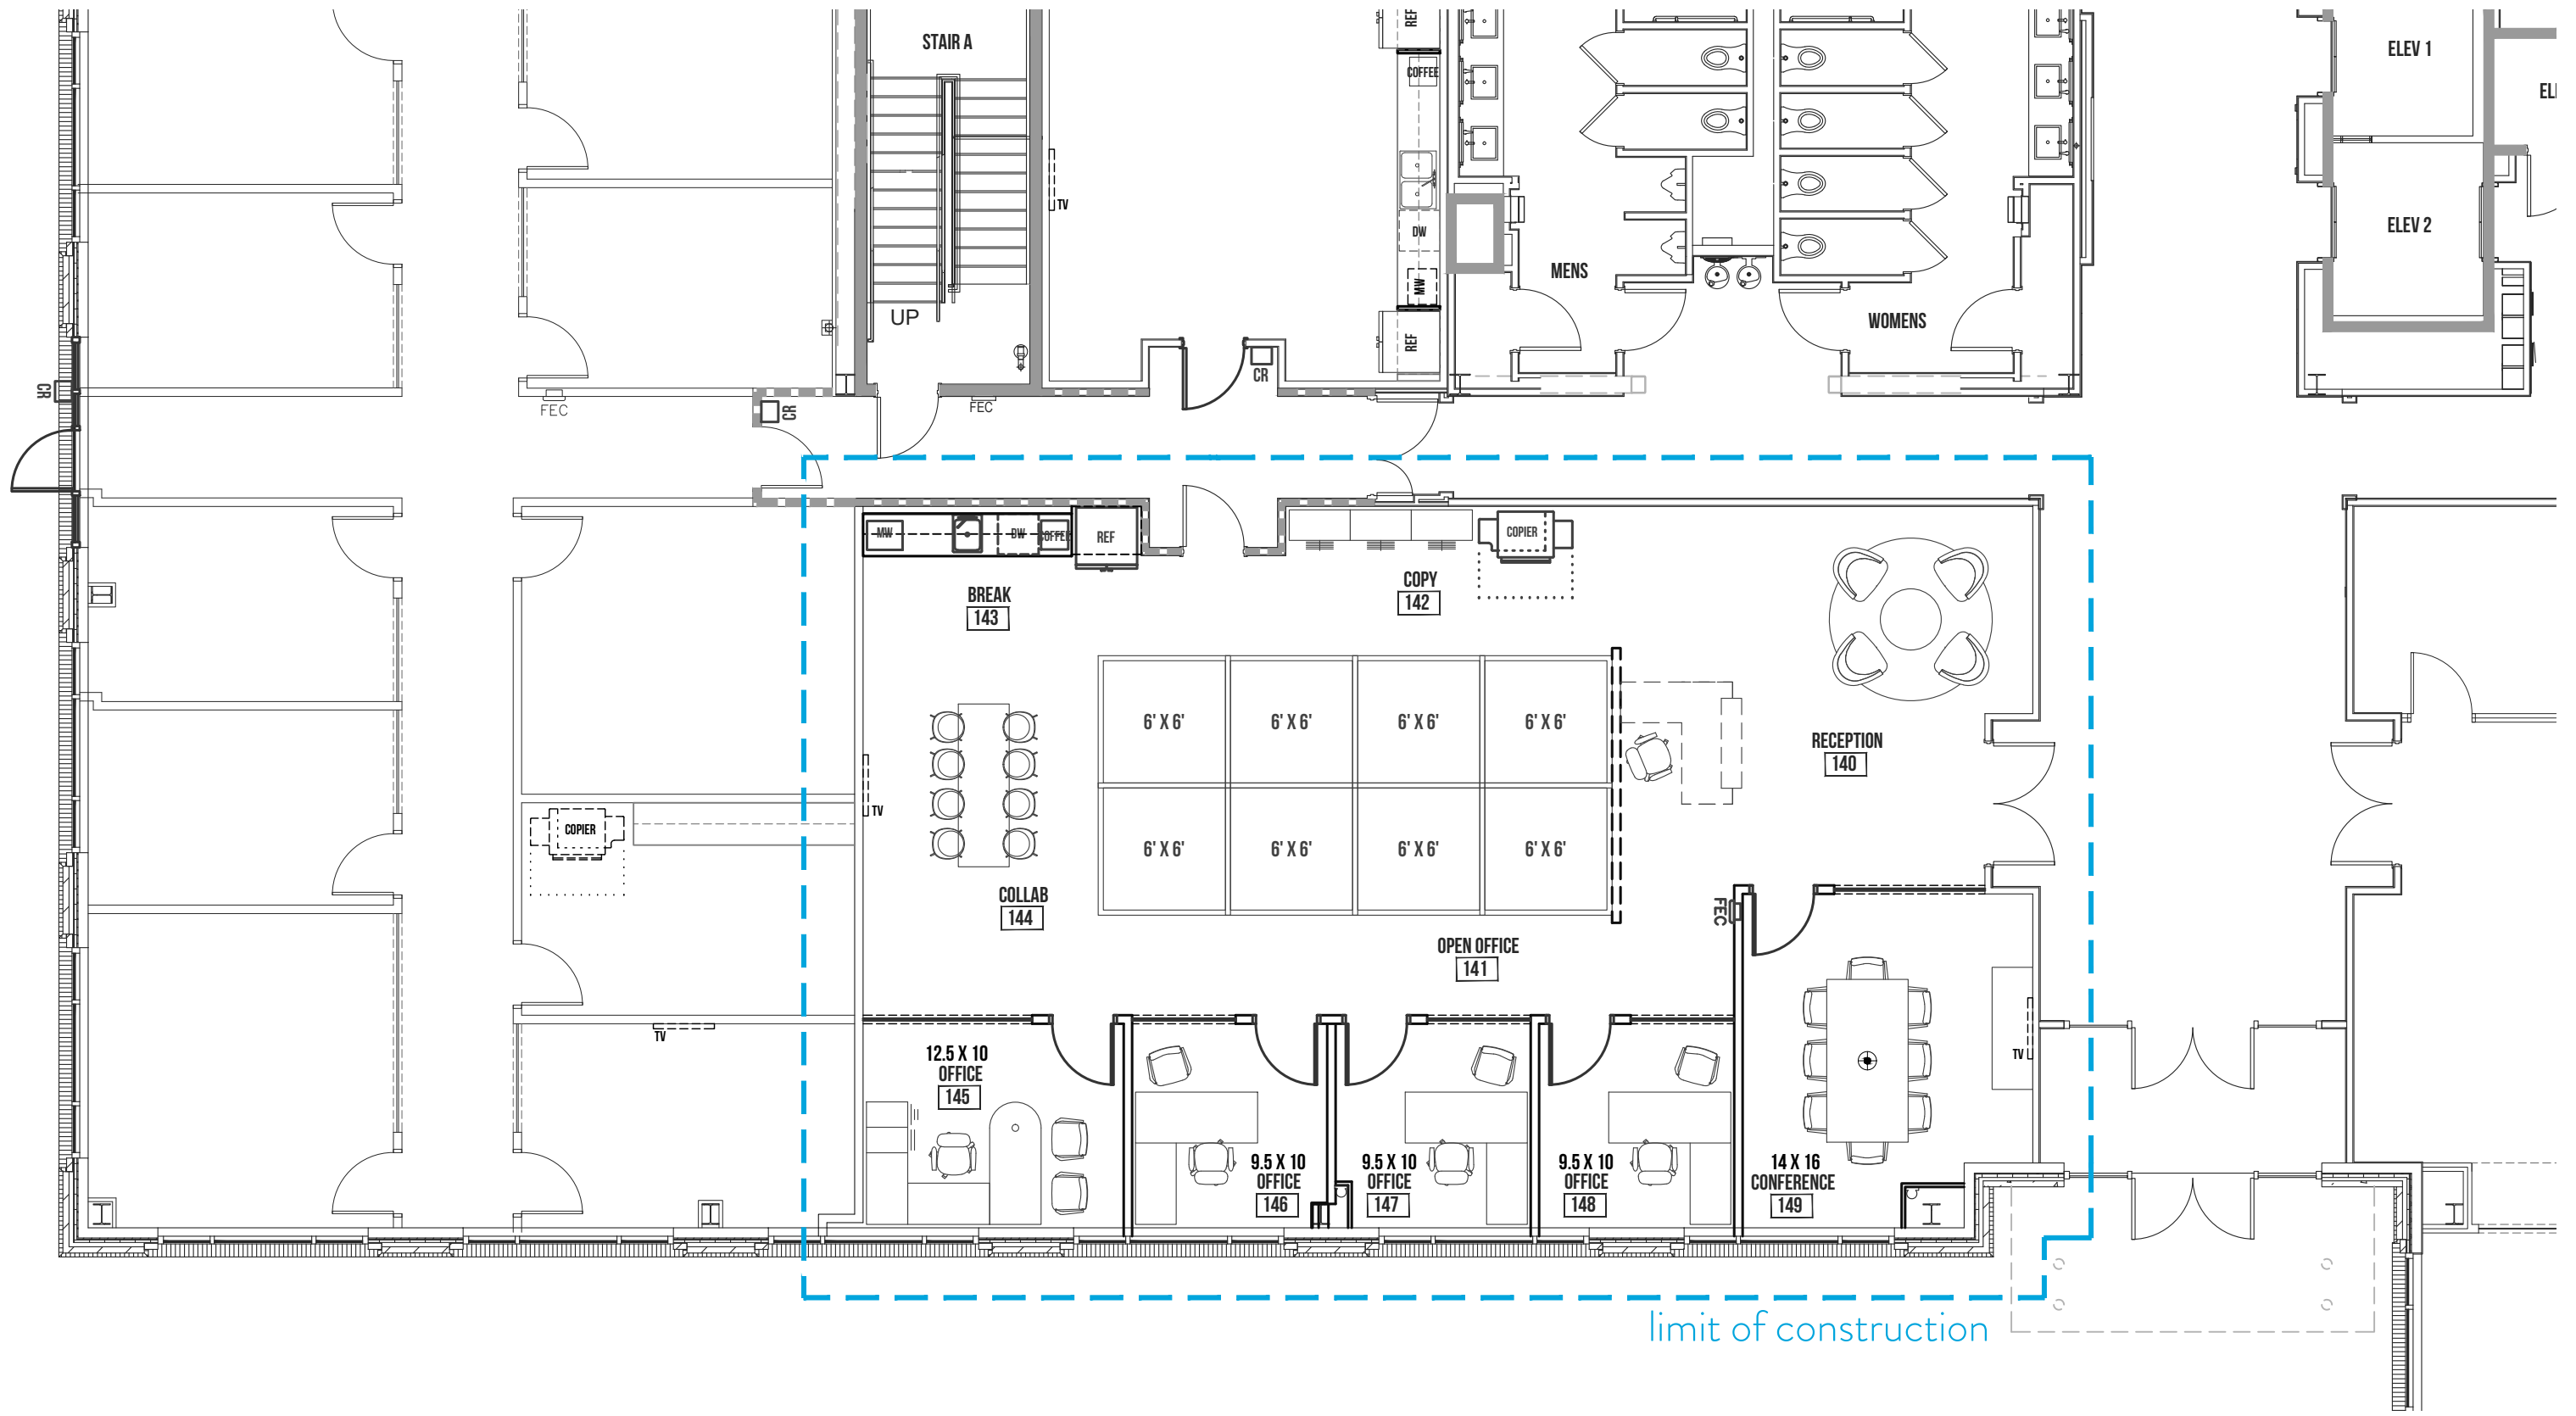 STAIR A
REF
COFFEE
ELEV 1
TV
DW
ELEV 2
MENS
MW
UP
WOMENS
REF
CR
CR
FEC
CR
FEC
MW
DW
COFFEE
REF
COPIER
BREAK
143
COPY
142
6' X 6'
6' X 6'
6' X 6'
6' X 6'
RECEPTION
140
TV
COPIER
6' X 6'
6' X 6'
6' X 6'
6' X 6'
COLLAB
144
FEC
OPEN OFFICE
141
TV
12.5 X 10
OFFICE
145
TV
9.5 X 10
OFFICE
146
9.5 X 10
OFFICE
147
9.5 X 10
OFFICE
148
14 X 16
CONFERENCE
149
limit of construction